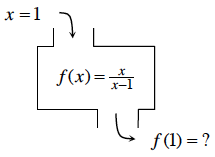 x = 1
f(x) = x/(x-1)
f(1) = ?